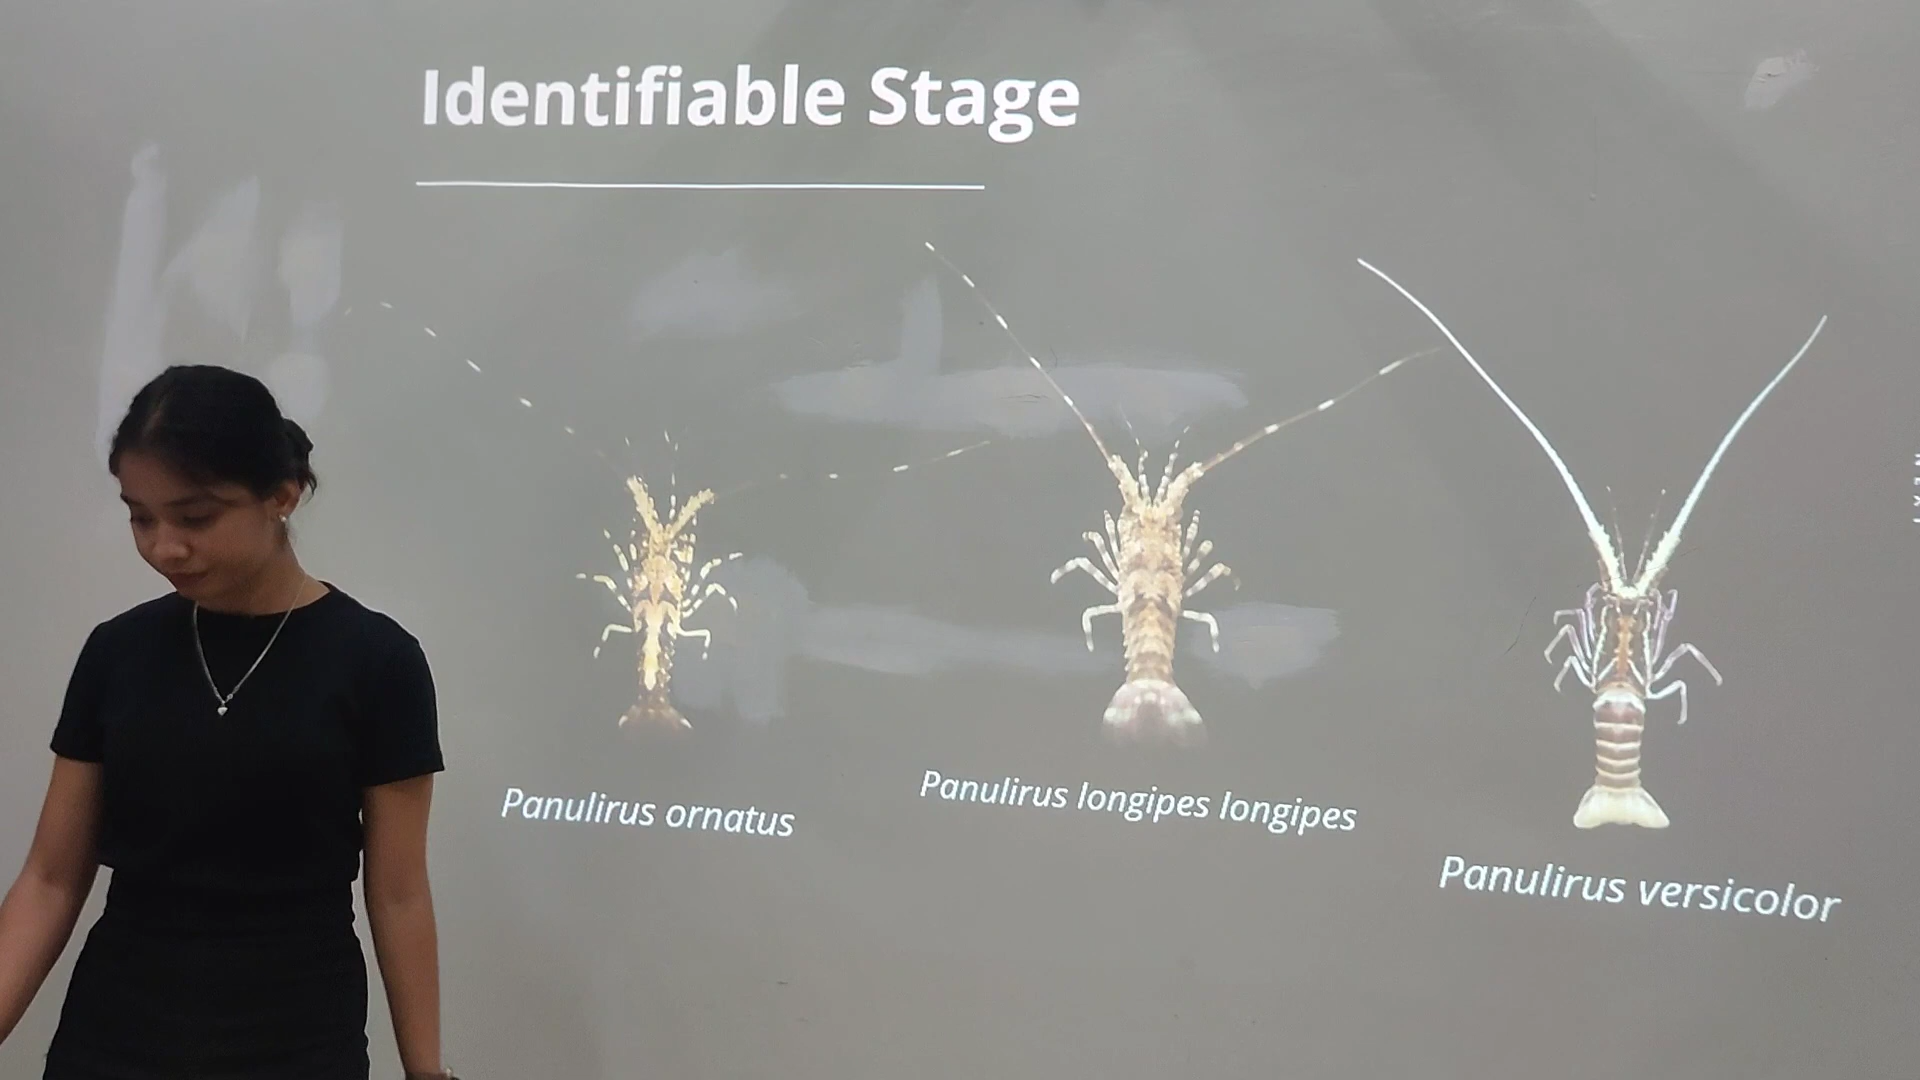 Identifiable Stage
Panulirus ornatus
Panulirus longipes longipes
Panulirus versicolor